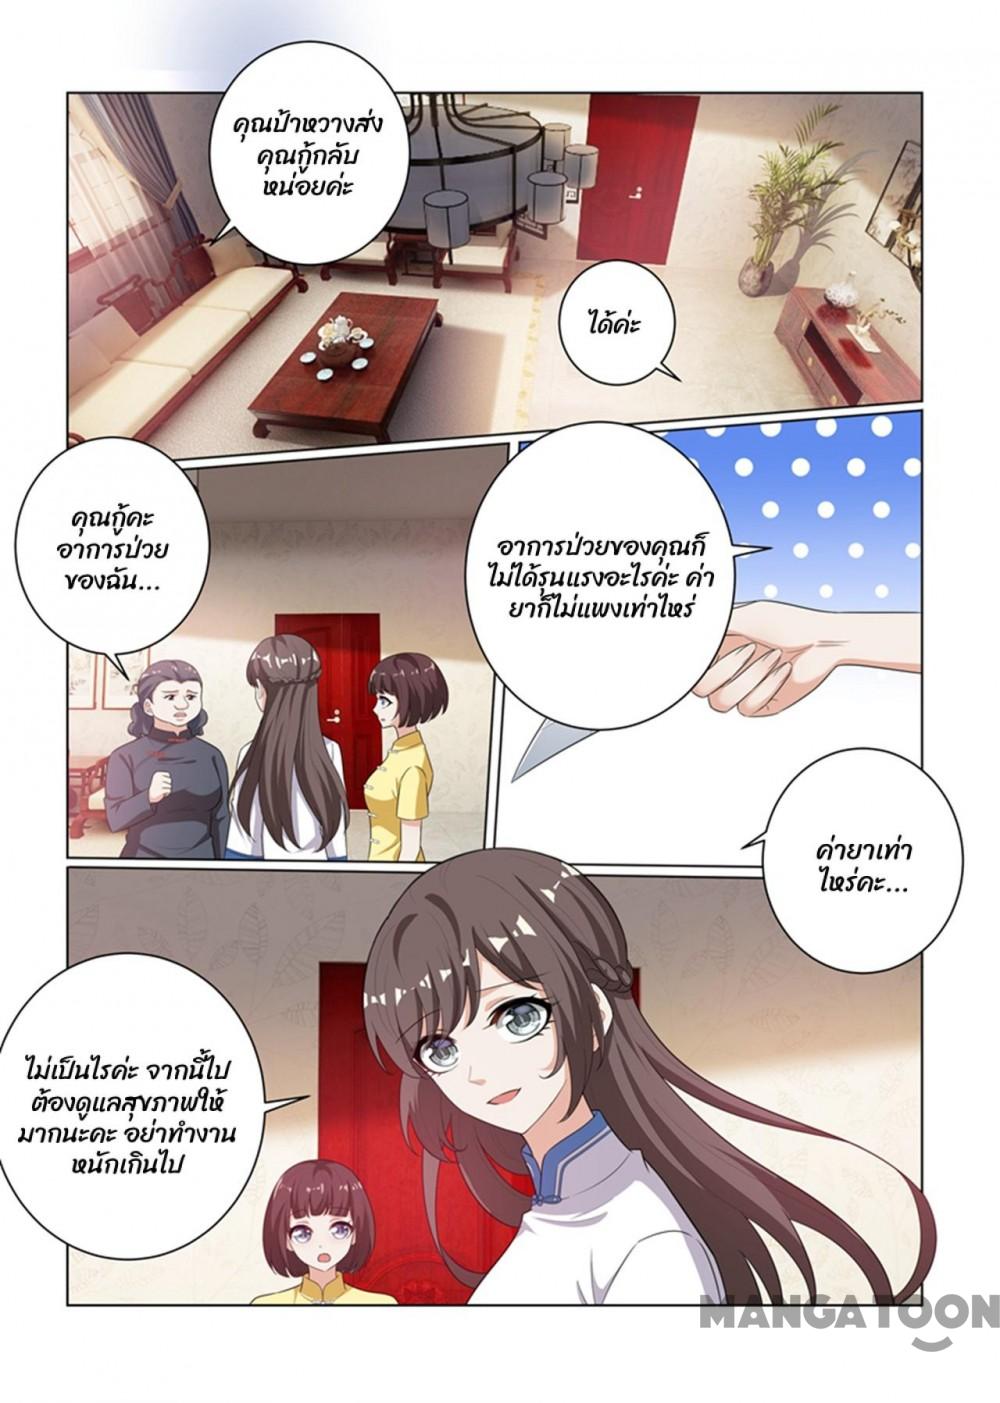 คุณป้าหวางส่ง
คุณกู้กลับ
หน่อยค่ะ
ได้ค่ะ
คุณกู้คะ
อาการป่วย
ของฉัน...
อาการป่วยของคุณก็
ไม่ได้รุนแรงอะไรค่ะ ค่า
ยาก็ไม่แพงเท่าไหร่
ค่ายาเท่า
ไหร่คะ...
ไม่เป็นไรค่ะ จากนี้ไป
ต้องดูแลสุขภาพให้
มากนะคะ อย่าทำงาน
หนักเกินไป
MANGATOON